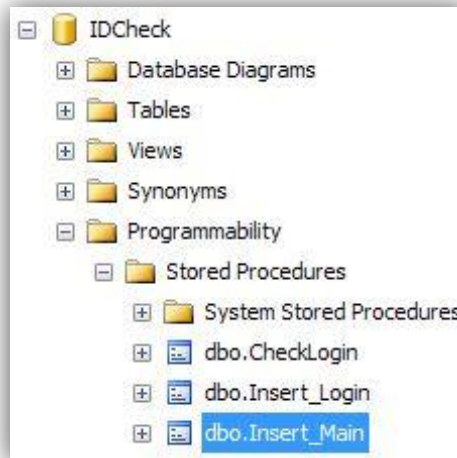 IDCheck
Database Diagrams
Tables
Views
Synonyms
Programmability
Stored Procedures
System Stored Procedures
dbo.CheckLogin
dbo.Insert_Login
dbo.Insert_Main